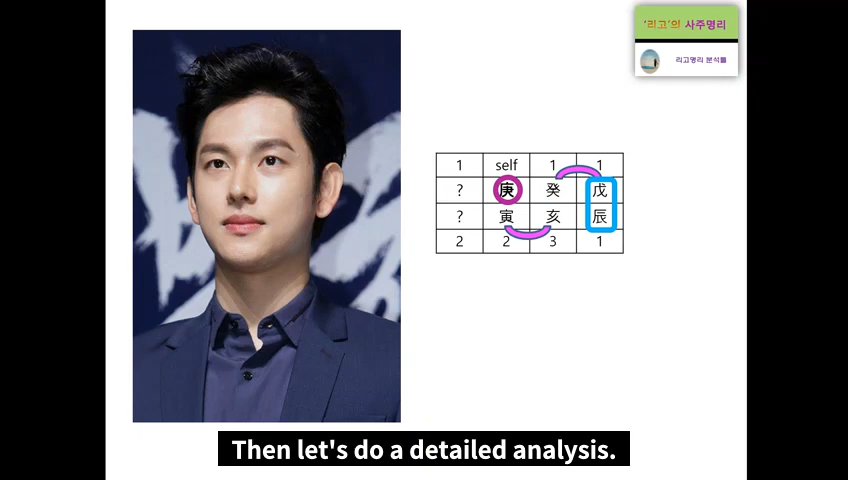 '리고'의 사주명리
리고명리 분석틀
1 self 1 1
? 庚 癸 戊
? 寅 亥 辰
2 2 3 1
Then let's do a detailed analysis.